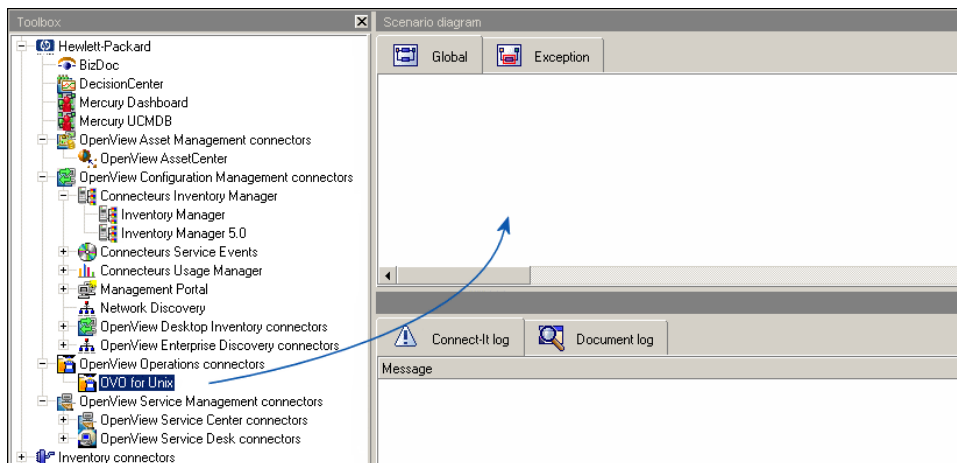 Toolbox
Hewlett-Packard
BizDoc
DecisionCenter
Mercury Dashboard
Mercury UCMDB
OpenView Asset Management connectors
OpenView AssetCenter
OpenView Configuration Management connectors
Connecteurs Inventory Manager
Inventory Manager
Inventory Manager 5.0
Connecteurs Service Events
Connecteurs Usage Manager
Management Portal
Network Discovery
OpenView Desktop Inventory connectors
OpenView Enterprise Discovery connectors
OpenView Operations connectors
OVO for Unix
OpenView Service Management connectors
OpenView Service Center connectors
OpenView Service Desk connectors
Inventory connectors
Scenario diagram
Global Exception
Connect-It log Document log
Message